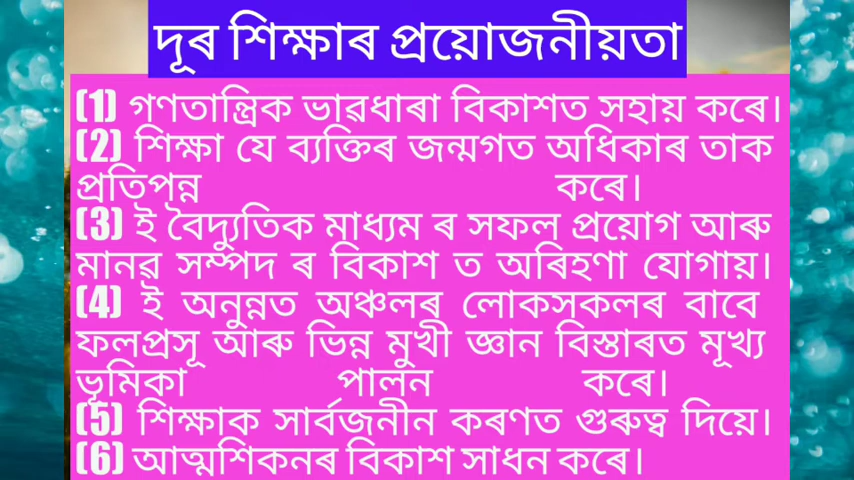 দূৰ শিক্ষাৰ প্ৰয়োজনীয়তা
(1) গণতান্ত্ৰিক ভাৱধাৰা বিকাশত সহায় কৰে।
(2) শিক্ষা যে ব্যক্তিৰ জন্মগত অধিকাৰ তাক
প্ৰতিপন্ন কৰে।
(3) ই বৈদ্যুতিক মাধ্যম ৰ সফল প্ৰয়োগ আৰু
মানৱ সম্পদ ৰ বিকাশ ত অৰিহণা যোগায়।
(4) ই অনুন্নত অঞ্চলৰ লোকসকলৰ বাবে
ফলপ্ৰসূ আৰু ভিন্ন মুখী জ্ঞান বিস্তাৰত মূখ্য
ভূমিকা পালন কৰে।
(5) শিক্ষাক সাৰ্বজনীন কৰণত গুৰুত্ব দিয়ে।
(6) আত্মশিকনৰ বিকাশ সাধন কৰে।